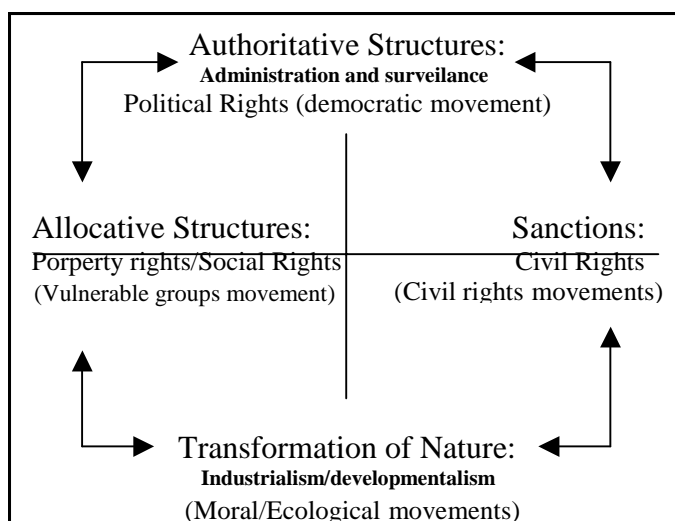 Authoritative Structures:
Administration and surveilance
Political Rights (democratic movement)
Allocative Structures:
Porperty rights/Social Rights
(Vulnerable groups movement)
Sanctions:
Civil Rights
(Civil rights movements)
Transformation of Nature:
Industrialism/developmentalism
(Moral/Ecological movements)